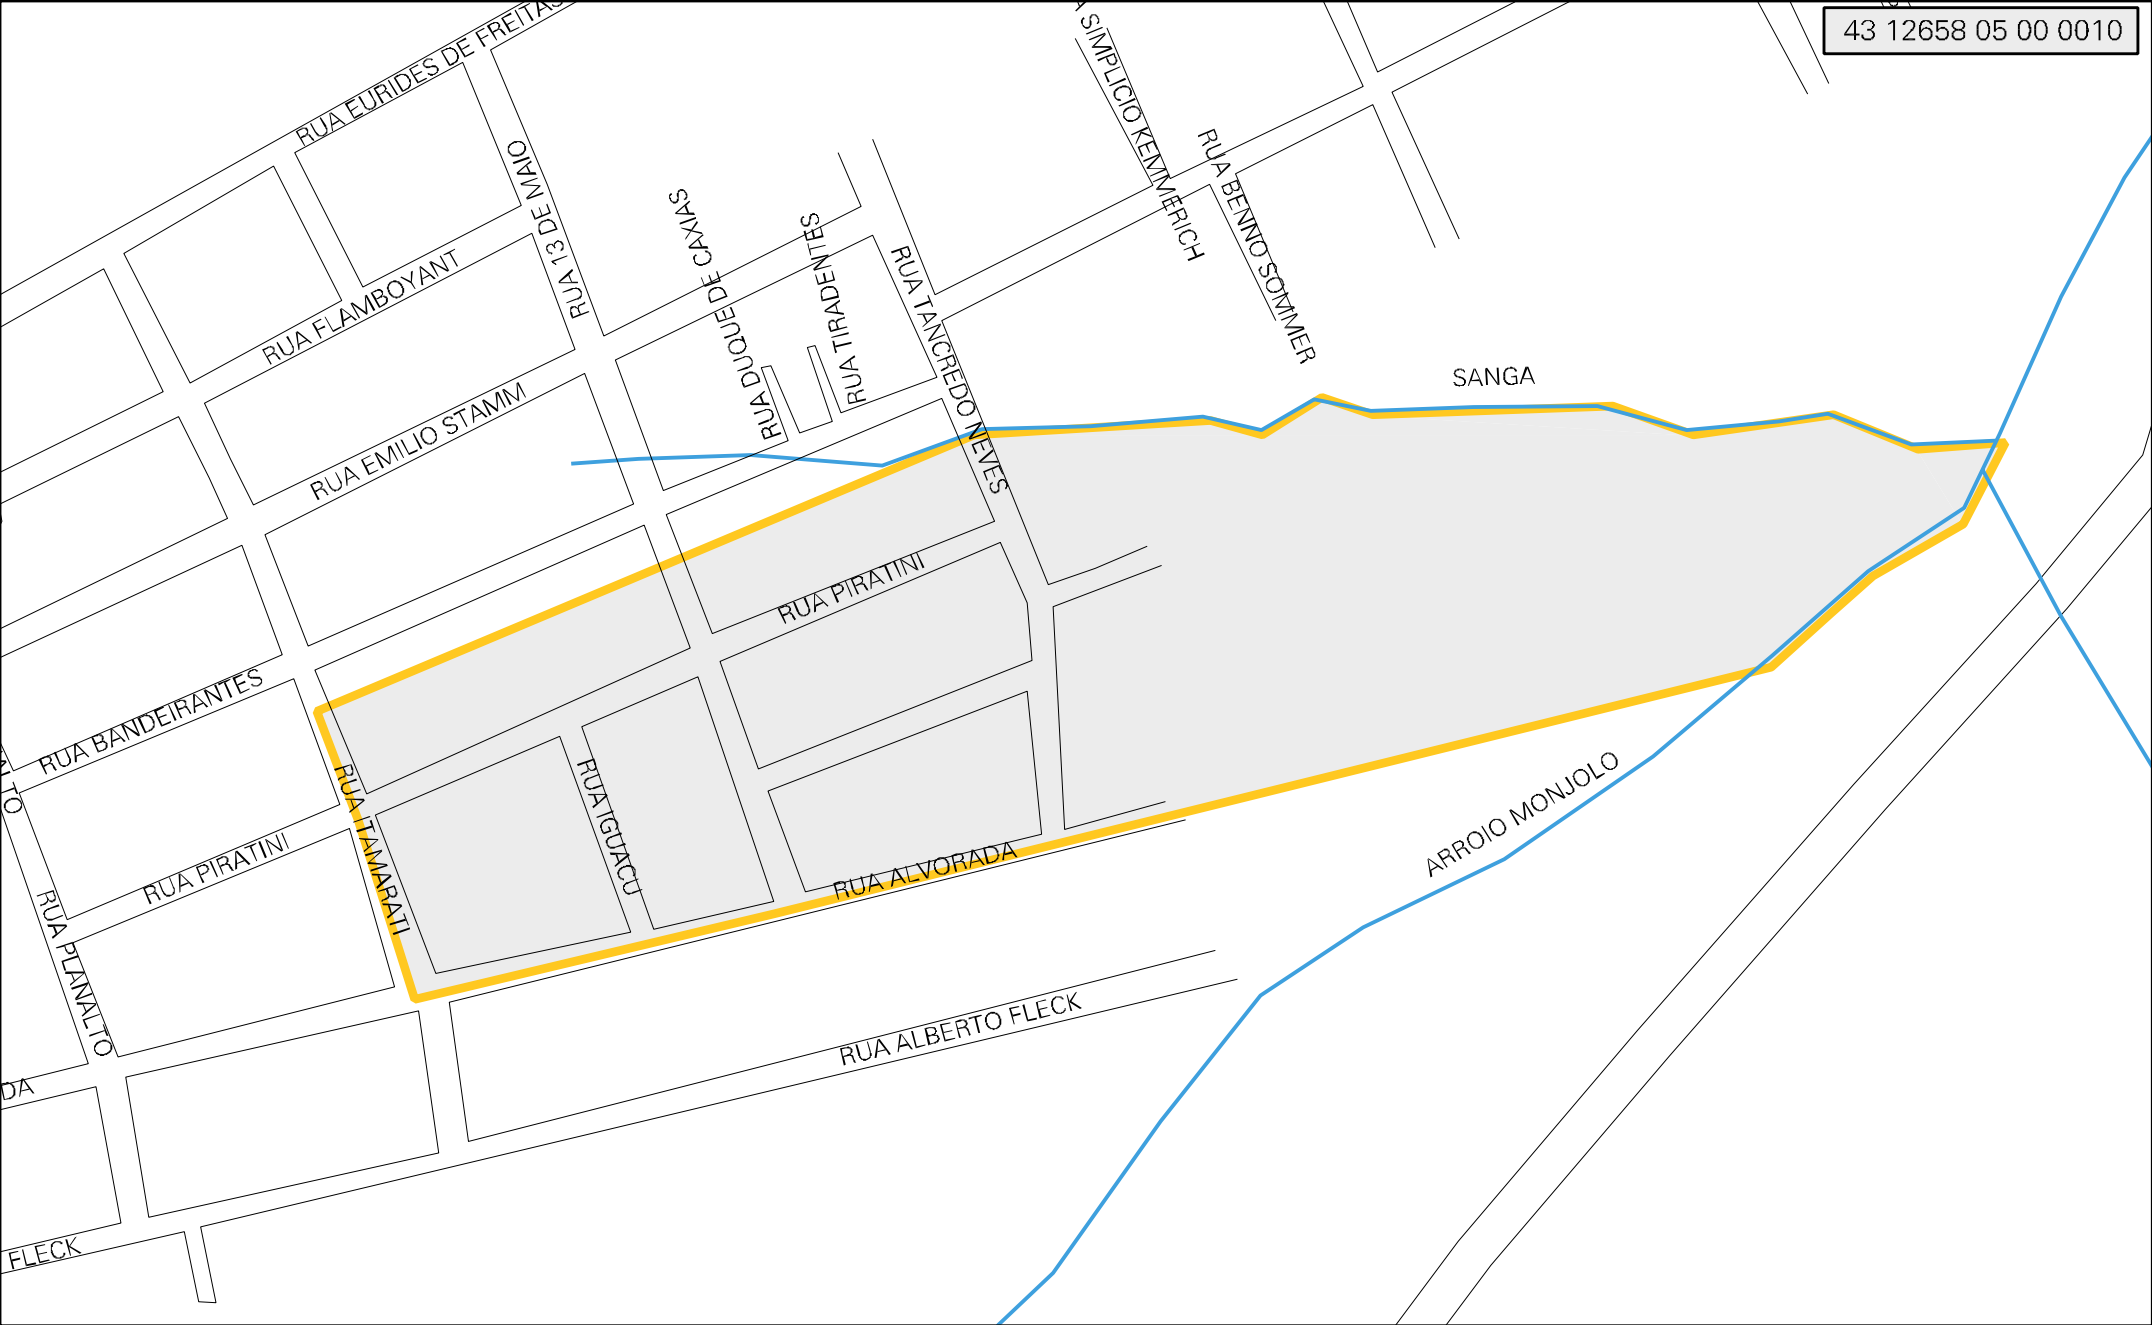 43 12658 05 00 0010
RUA EURIDES DE FREITAS
A SIMPLICIO KEMMERICH
RUA 13 DE MAIO
RUA BENNO SOMMER
RUA DUQUE DE CAXIAS
RUA TIRADENTES
RUA FLAMBOYANT
RUA TANCREDO NEVES
SANGA
RUA EMILIO STAMM
RUA PIRATINI
RUA BANDEIRANTES
ALTO
RUA ITAMARATI
RUA IGUACU
ARROIO MONJOLO
RUA PIRATINI
RUA ALVORADA
RUA PLANALTO
RUA ALBERTO FLECK
DA
FLECK